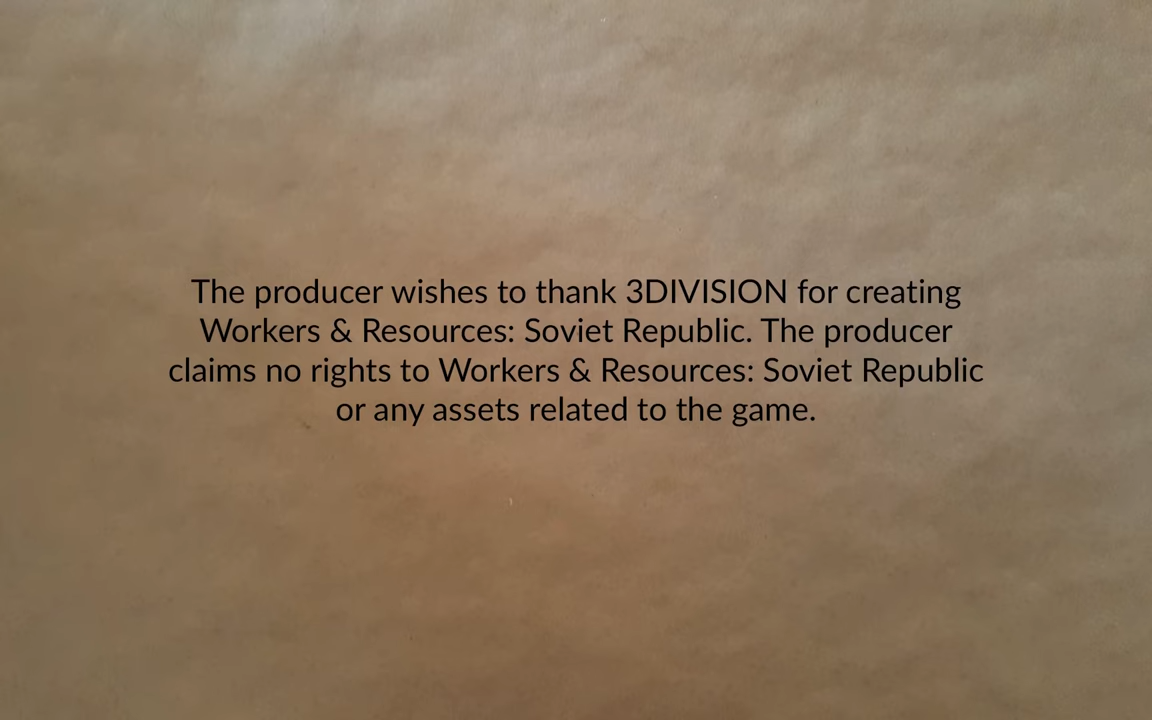 The producer wishes to thank 3DIVISION for creating
Workers & Resources: Soviet Republic. The producer
claims no rights to Workers & Resources: Soviet Republic
or any assets related to the game.